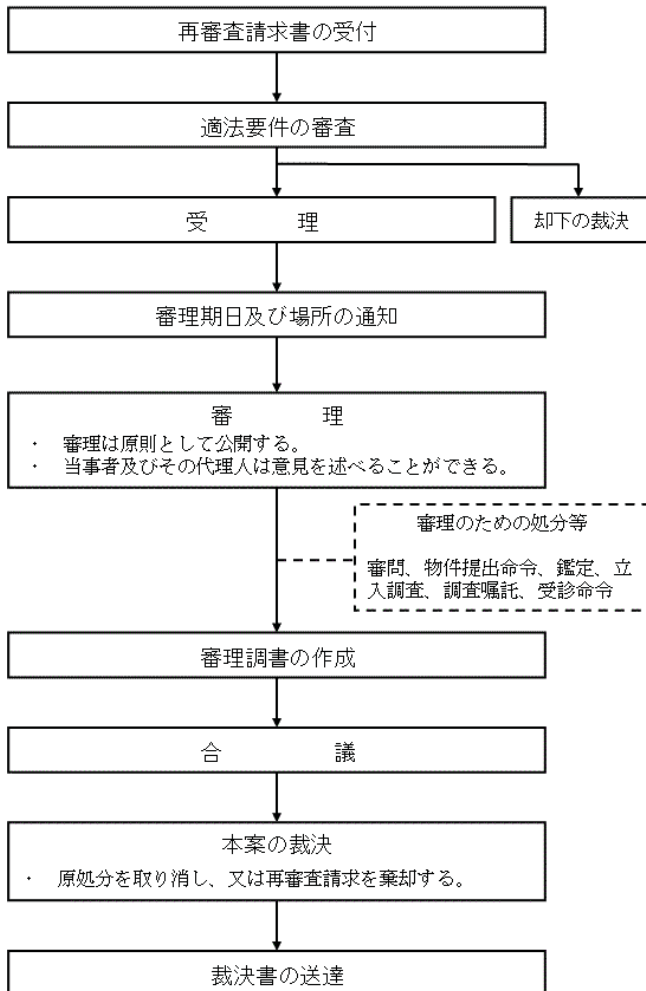 再審査請求書の受付
適法要件の審査
受　　　理
却下の裁決
審理期日及び場所の通知
審　　　理
・　審理は原則として公開する。
・　当事者及びその代理人は意見を述べることができる。
審理のための処分等
審問、物件提出命令、鑑定、立
入調査、調査嘱託、受診命令
審理調書の作成
合　　　議
本案の裁決
・　原処分を取り消し、又は再審査請求を棄却する。
裁決書の送達